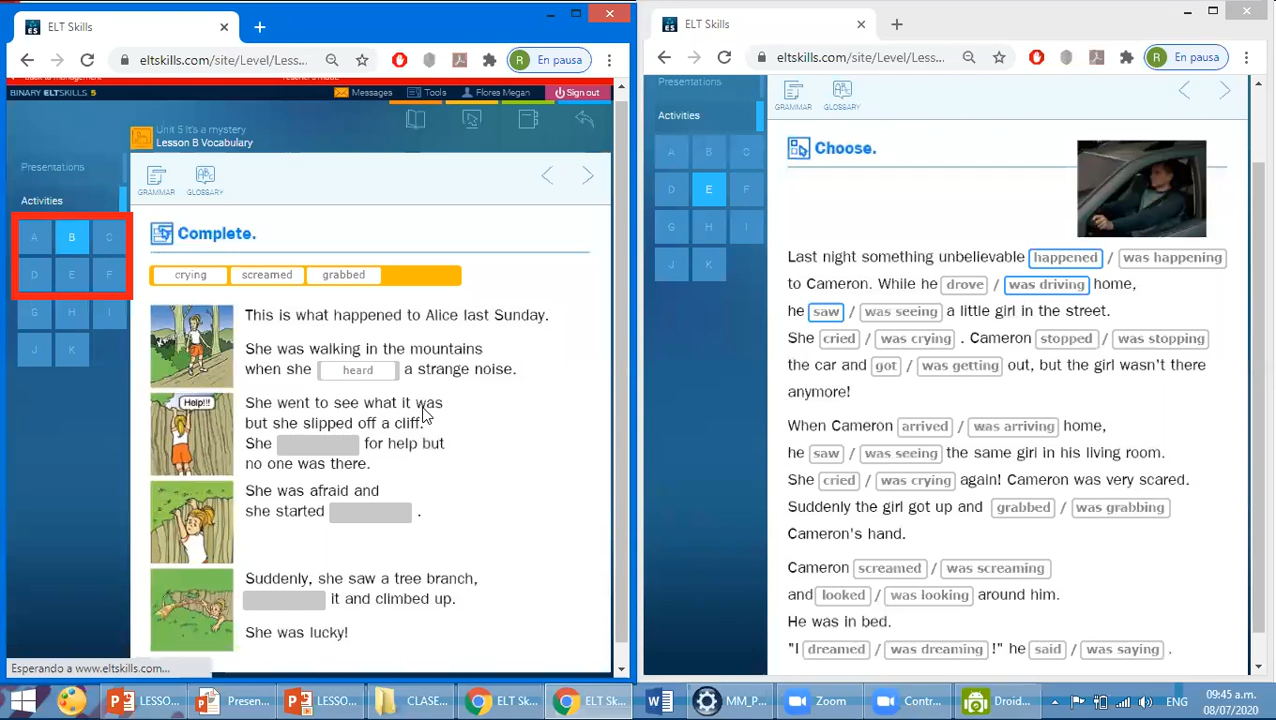 ELT Skills
eltskills.com/site/Level/Less...
En pausa
Back to management
Teacher's Mode
BINARY ELTSKILLS 5
Messages
Tools
Flores Megan
Sign out
Unit 5 It's a mystery
Lesson B Vocabulary
Presentations
GRAMMAR
GLOSSARY
Activities
A B C
D E F
G H I
J K
Complete.
crying screamed grabbed
This is what happened to Alice last Sunday.
She was walking in the mountains
when she heard a strange noise.
Help!!!
She went to see what it was
but she slipped off a cliff.
She for help but
no one was there.
She was afraid and
she started .
Suddenly, she saw a tree branch,
it and climbed up.
She was lucky!
Esperando a www.eltskills.com...
ELT Skills
eltskills.com/site/Level/Less...
En pausa
Presentations
GRAMMAR
GLOSSARY
Activities
A B C
D E F
G H I
J K
Choose.
Last night something unbelievable happened / was happening
to Cameron. While he drove / was driving home,
he saw / was seeing a little girl in the street.
She cried / was crying . Cameron stopped / was stopping
the car and got / was getting out, but the girl wasn't there
anymore!
When Cameron arrived / was arriving home,
he saw / was seeing the same girl in his living room.
She cried / was crying again! Cameron was very scared.
Suddenly the girl got up and grabbed / was grabbing
Cameron's hand.
Cameron screamed / was screaming
and looked / was looking around him.
He was in bed.
"I dreamed / was dreaming !" he said / was saying .
LESSO... Presen... LESSO... CLASE... ELT Sk... ELT Sk... MM_P... Zoom Contr... Droid... ENG
09:45 a.m.
08/07/2020